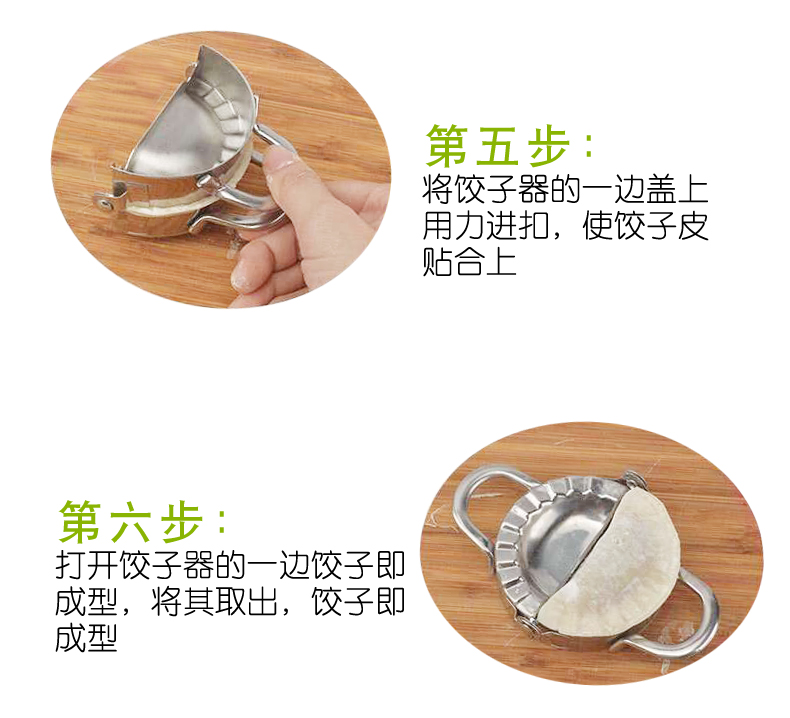 第五步：
将饺子器的一边盖上
用力进扣，使饺子皮
贴合上
第六步：
打开饺子器的一边饺子即
成型，将其取出，饺子即
成型